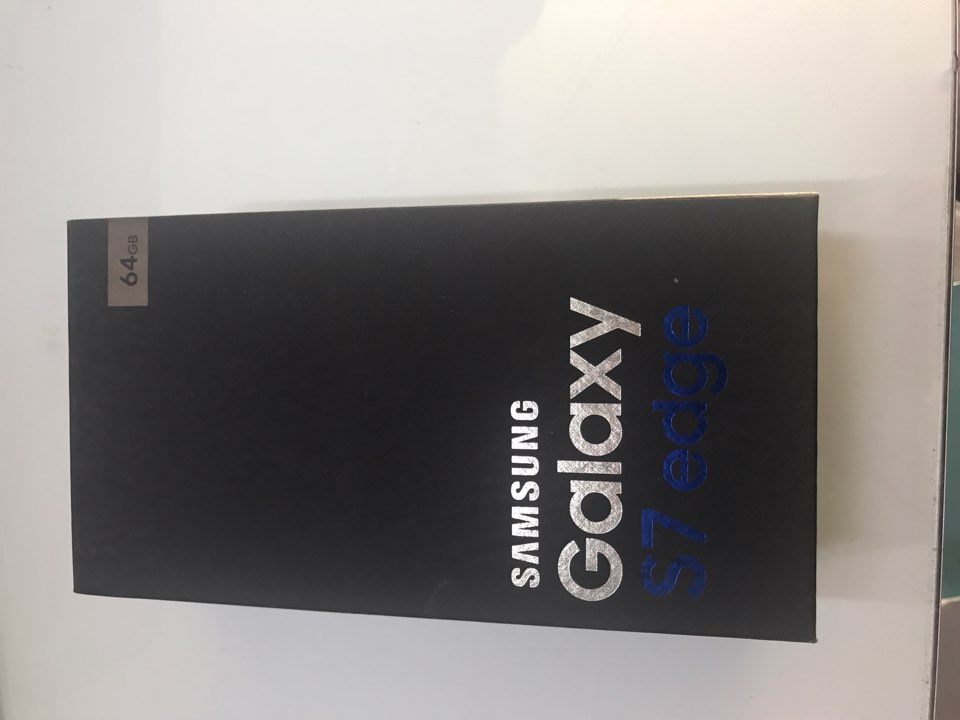 64GB
SAMSUNG
Galaxy
S7 edge